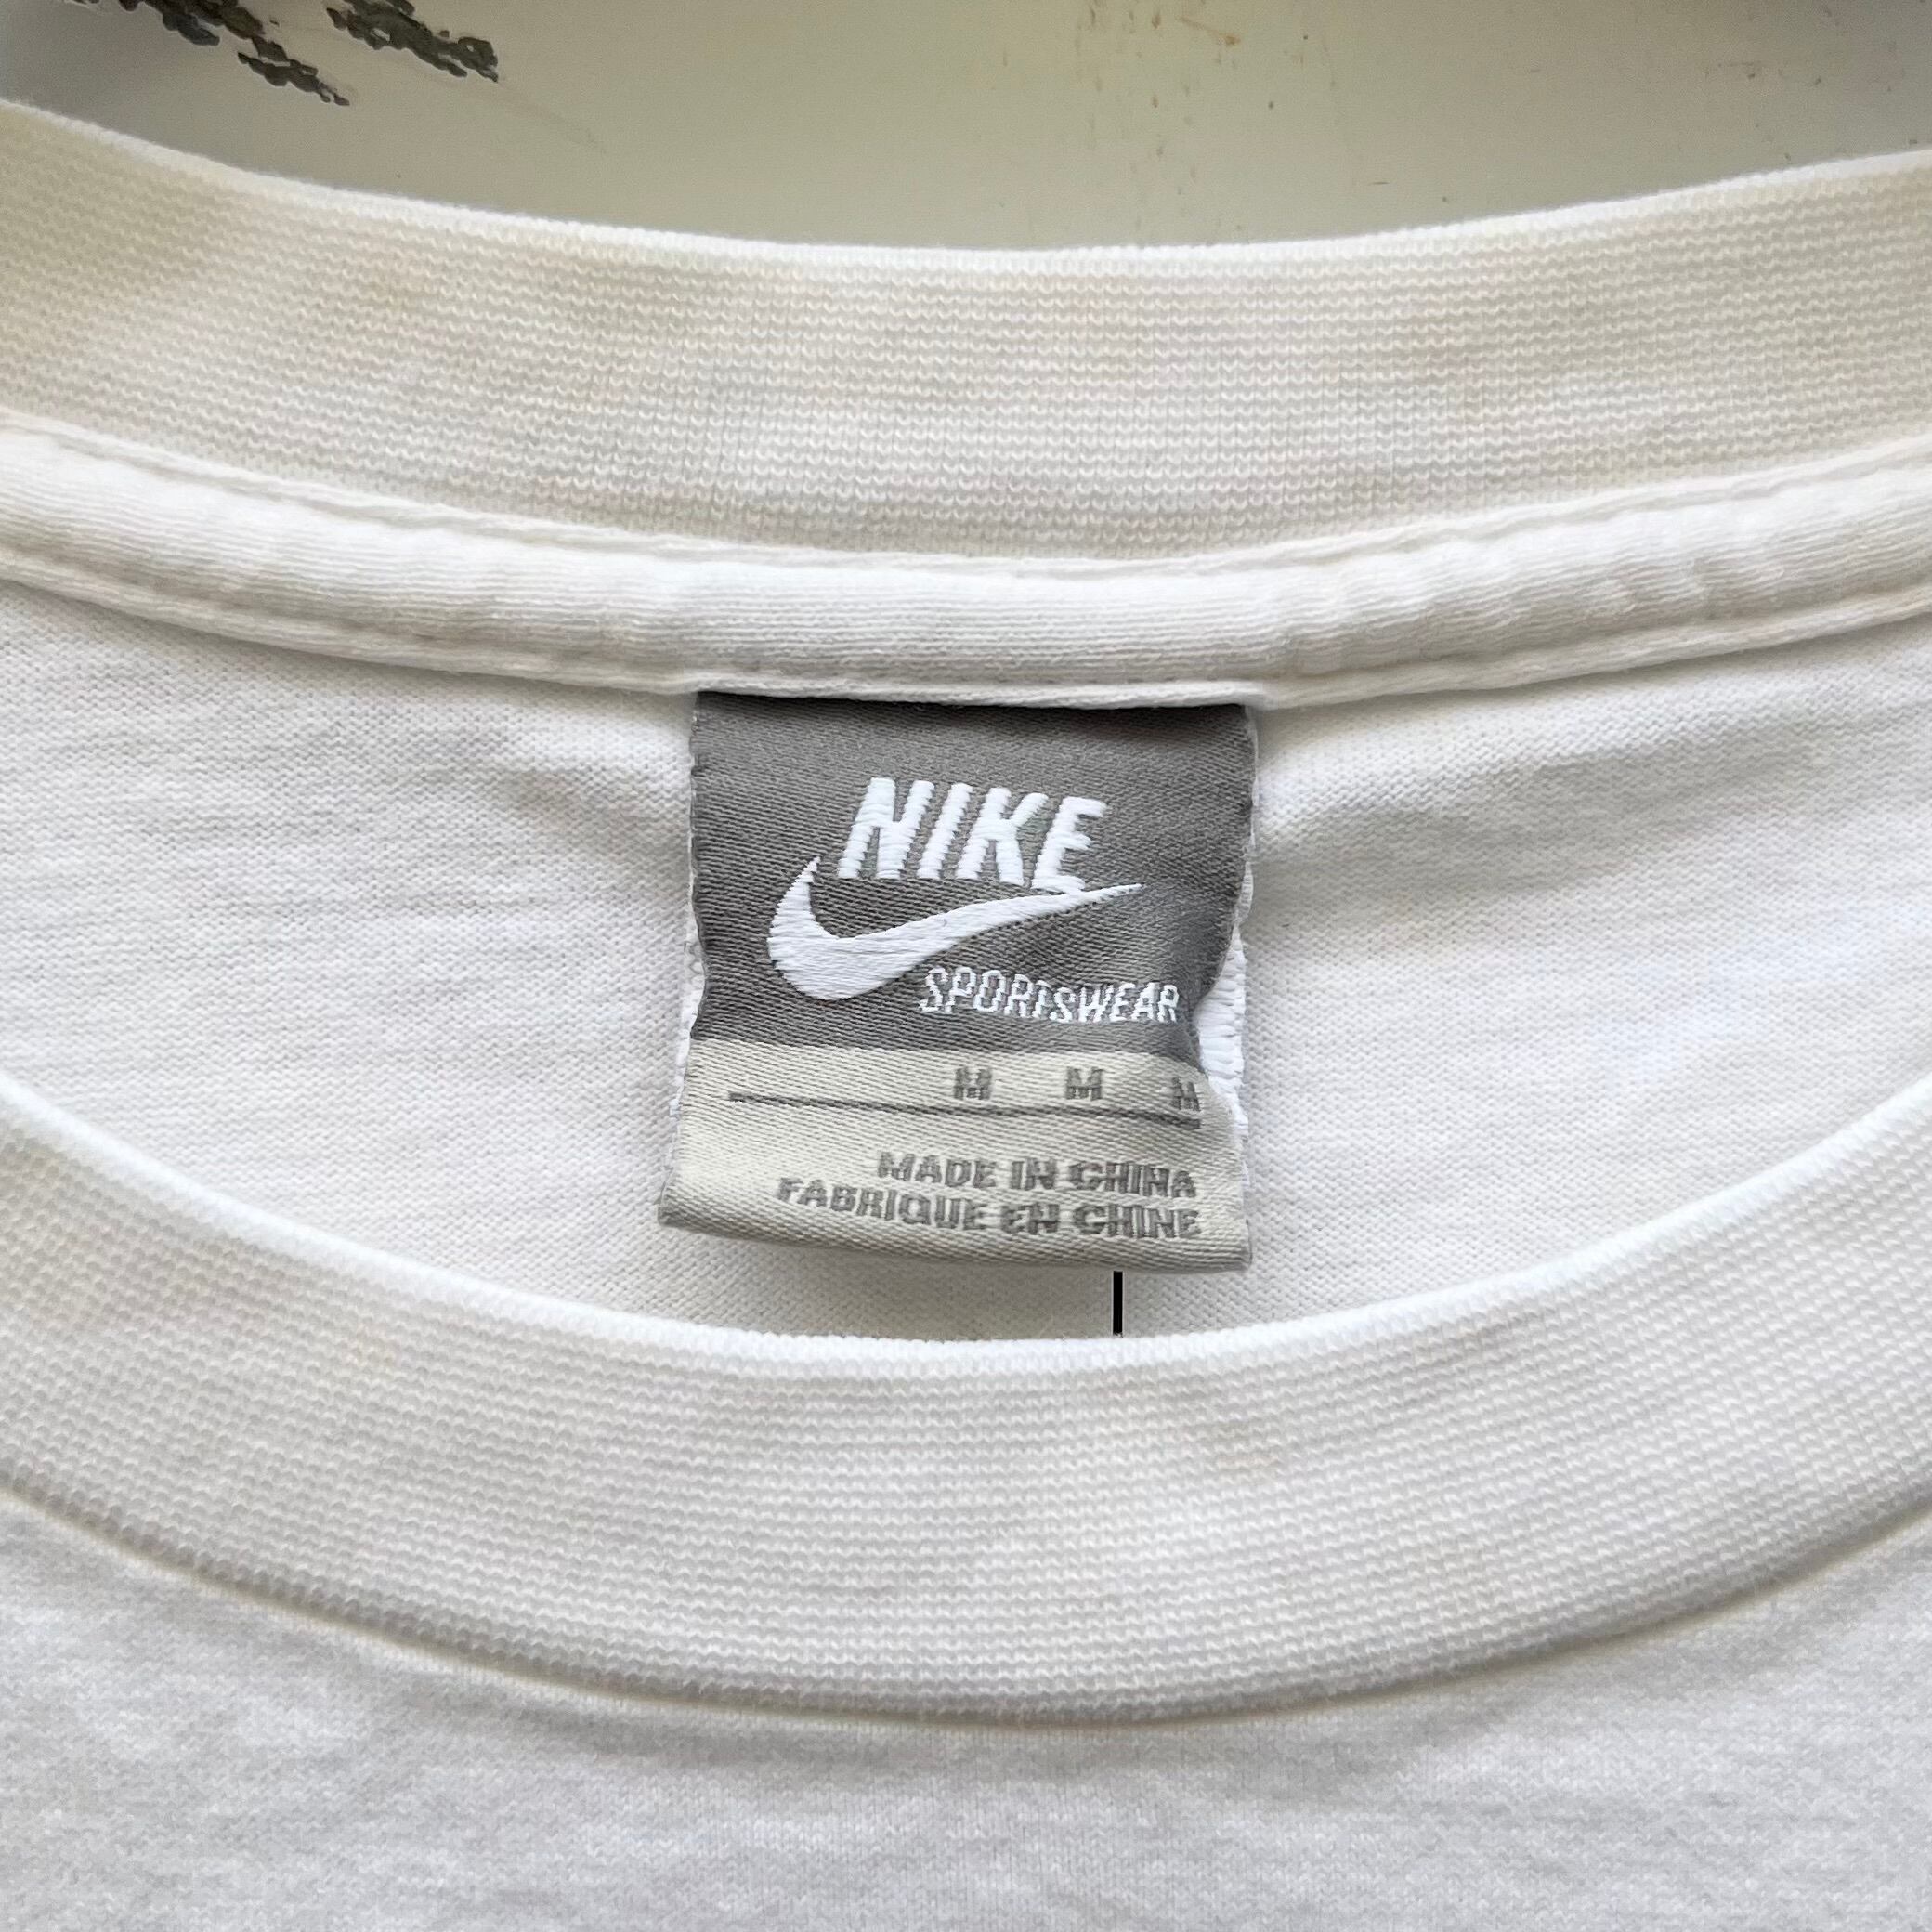 NIKE
SPORTSWEAR
M M M
MADE IN CHINA
FABRIQUE EN CHINE